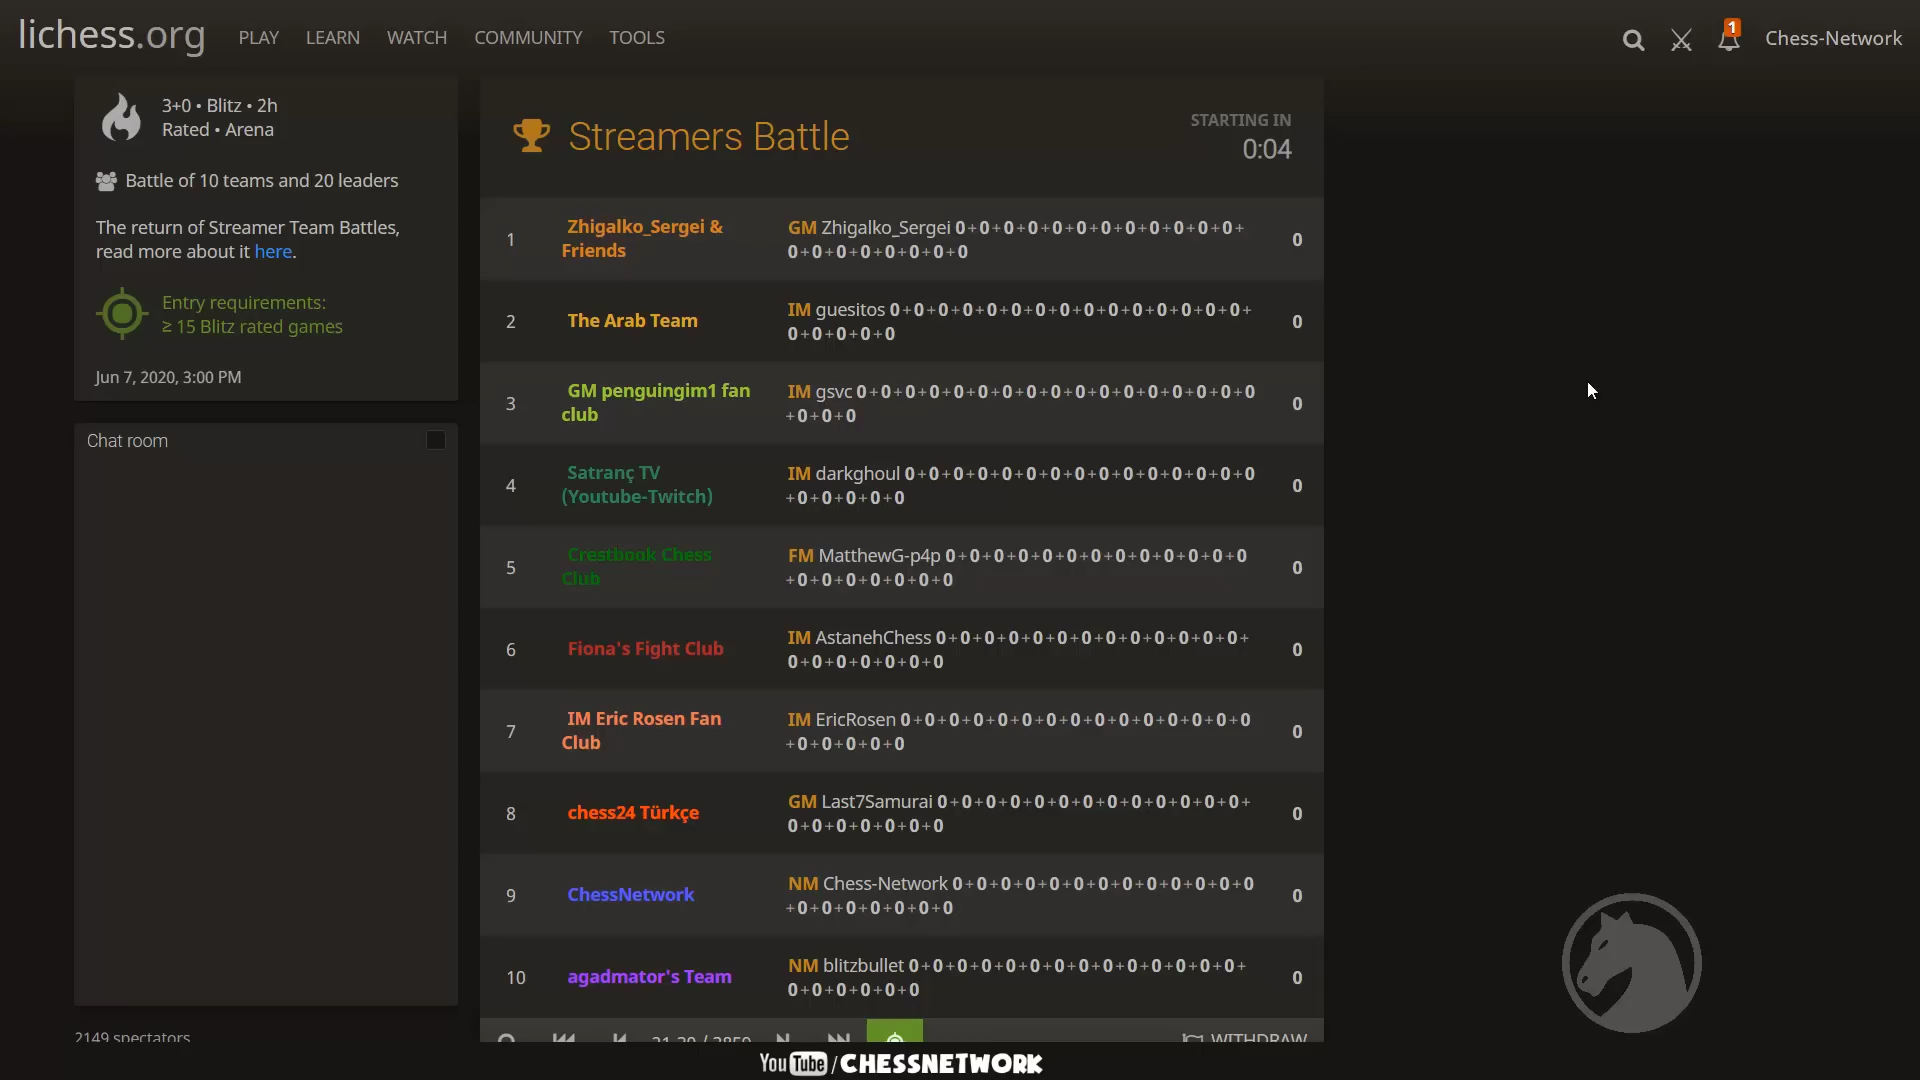 lichess.org PLAY LEARN WATCH COMMUNITY TOOLS 1 Chess-Network
3+0 • Blitz • 2h
Rated • Arena
Battle of 10 teams and 20 leaders
The return of Streamer Team Battles,
read more about it here.
Entry requirements:
≥ 15 Blitz rated games
Jun 7, 2020, 3:00 PM
Chat room
2149 spectators
Streamers Battle
STARTING IN
0:04
1 Zhigalko_Sergei &
Friends
GM Zhigalko_Sergei 0+0+0+0+0+0+0+0+0+0+0+0+
0+0+0+0+0+0+0+0
0
2 The Arab Team
IM guesitos 0+0+0+0+0+0+0+0+0+0+0+0+0+0+0+
0+0+0+0+0
0
3 GM penguingim1 fan
club
IM gsvc 0+0+0+0+0+0+0+0+0+0+0+0+0+0+0+0+0
+0+0+0
0
4 Satranç TV
(Youtube-Twitch)
IM darkghoul 0+0+0+0+0+0+0+0+0+0+0+0+0+0+0
+0+0+0+0+0
0
5 Crestbook Chess
Club
FM MatthewG-p4p 0+0+0+0+0+0+0+0+0+0+0+0+0
+0+0+0+0+0+0+0
0
6 Fiona's Fight Club
IM AstanehChess 0+0+0+0+0+0+0+0+0+0+0+0+0+
0+0+0+0+0+0+0
0
7 IM Eric Rosen Fan
Club
IM EricRosen 0+0+0+0+0+0+0+0+0+0+0+0+0+0+0
+0+0+0+0+0
0
8 chess24 Türkçe
GM Last7Samurai 0+0+0+0+0+0+0+0+0+0+0+0+0+
0+0+0+0+0+0+0
0
9 ChessNetwork
NM Chess-Network 0+0+0+0+0+0+0+0+0+0+0+0+0
+0+0+0+0+0+0+0
0
10 agadmator's Team
NM blitzbullet 0+0+0+0+0+0+0+0+0+0+0+0+0+0+
0+0+0+0+0+0
0
WITHDRAW
YouTube/CHESSNETWORK